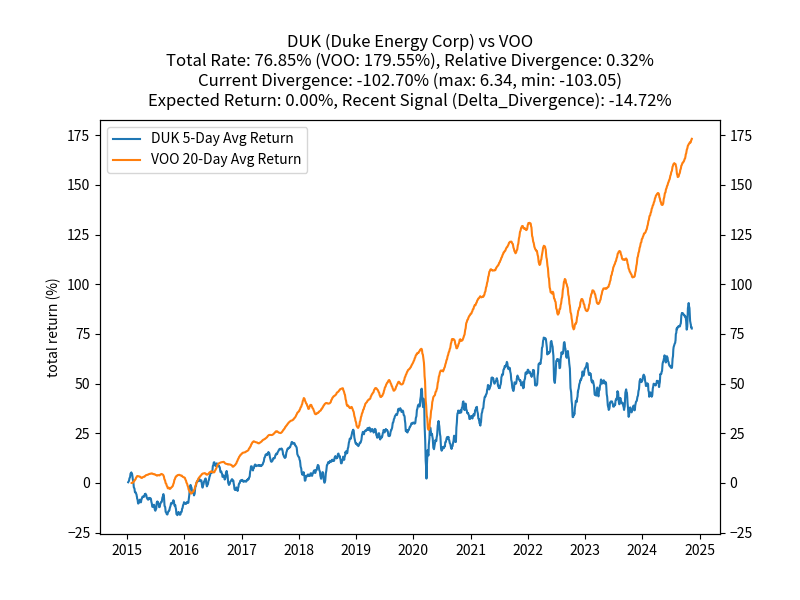 DUK (Duke Energy Corp) vs VOO
Total Rate: 76.85% (VOO: 179.55%), Relative Divergence: 0.32%
Current Divergence: -102.70% (max: 6.34, min: -103.05)
Expected Return: 0.00%, Recent Signal (Delta_Divergence): -14.72%
DUK 5-Day Avg Return
VOO 20-Day Avg Return
total return (%)
175 175
150 150
125 125
100 100
75 75
50 50
25 25
0 0
−25 −25
2015 2016 2017 2018 2019 2020 2021 2022 2023 2024 2025